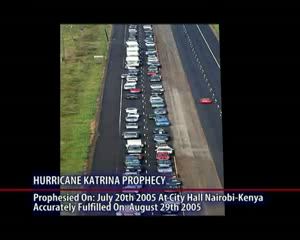 HURRICANE KATRINA PROPHECY
Prophesied On: July 20th 2005 At City Hall Nairobi-Kenya
Accurately Fulfilled On: August 29th 2005